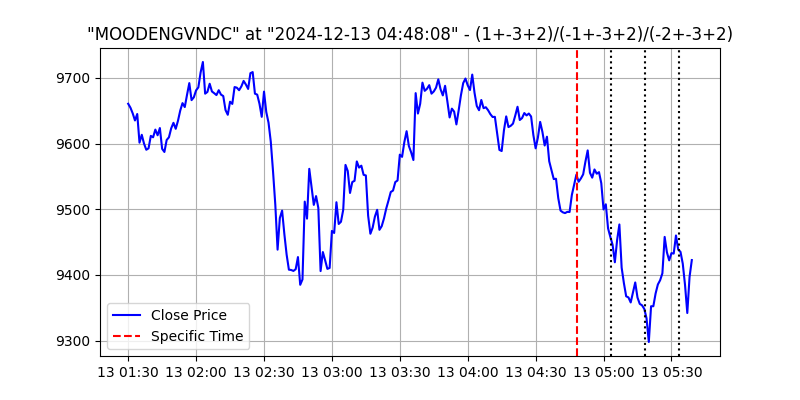 "MOODENGVNDC" at "2024-12-13 04:48:08" - (1+-3+2)/(-1+-3+2)/(-2+-3+2)
9700
9600
9500
9400
9300
Close Price
Specific Time
13 01:30 13 02:00 13 02:30 13 03:00 13 03:30 13 04:00 13 04:30 13 05:00 13 05:30